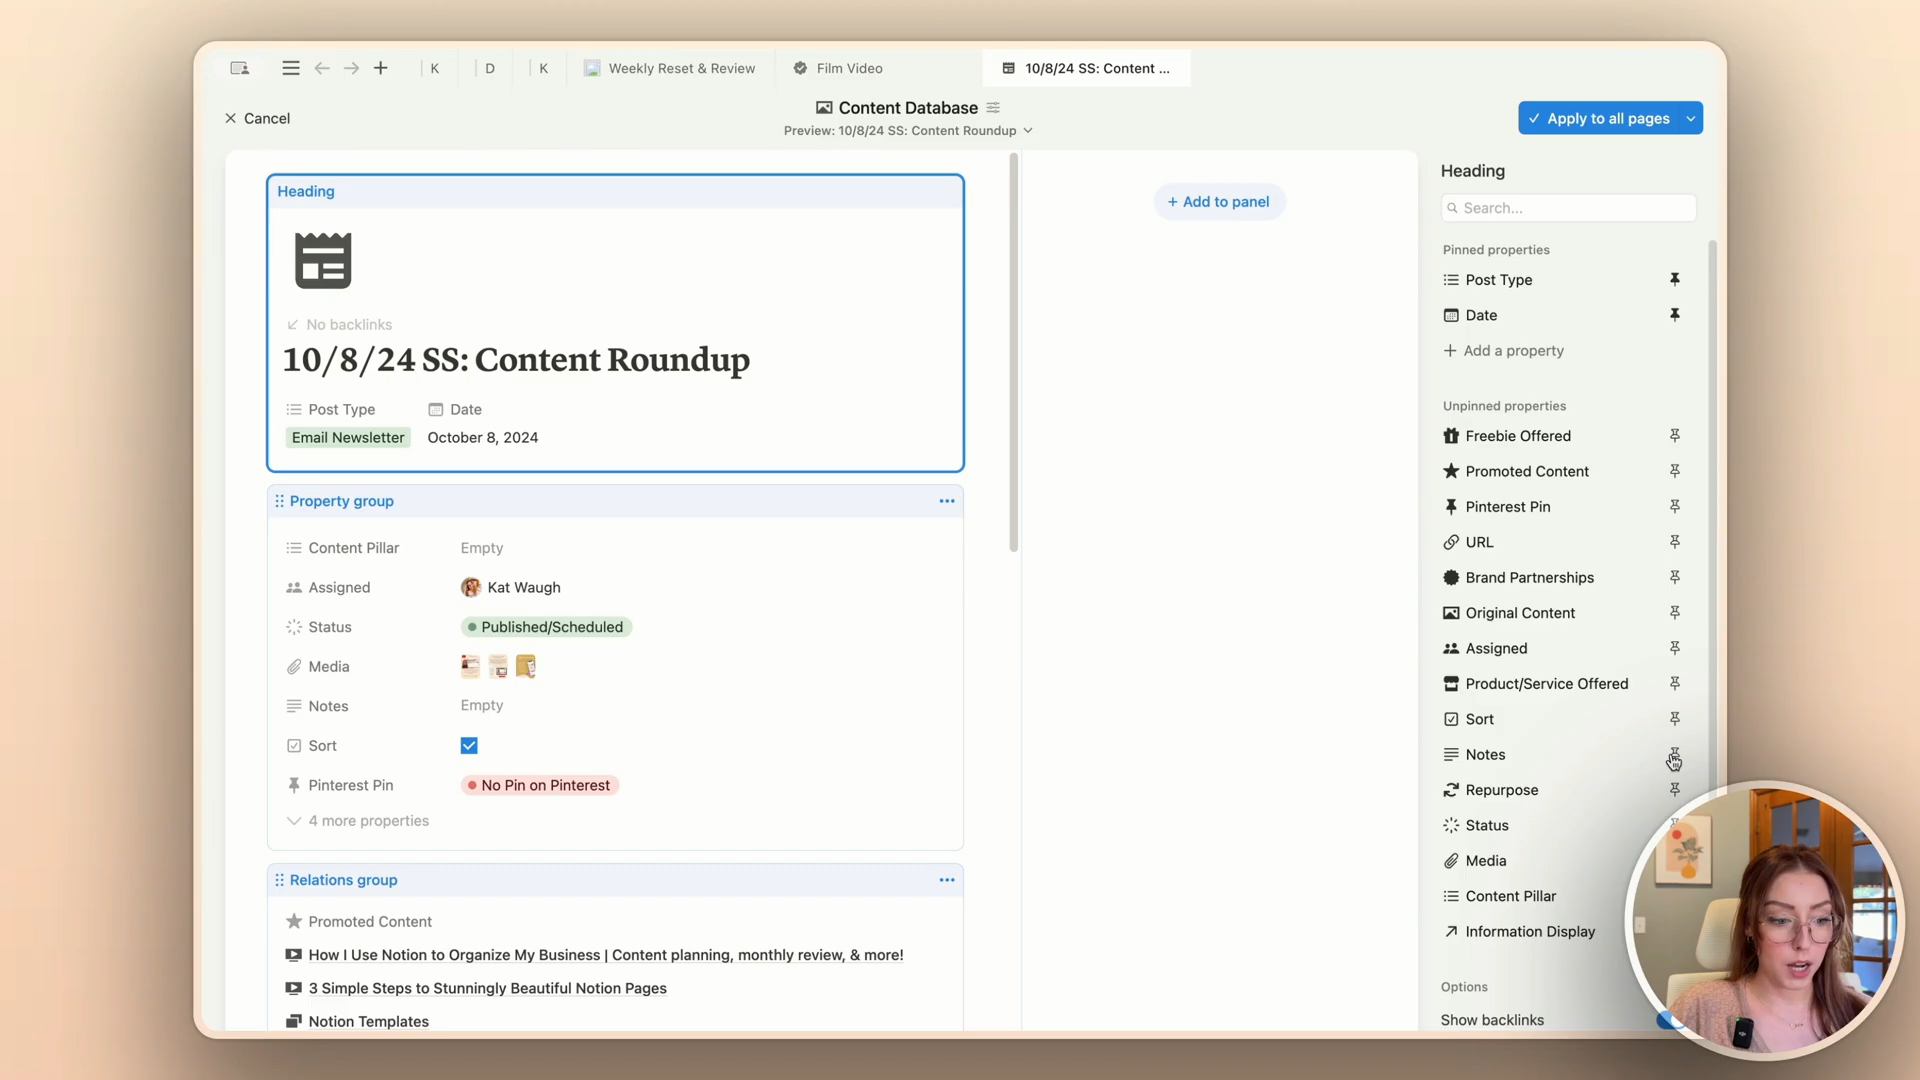 K
D
K
Weekly Reset & Review
Film Video
10/8/24 SS: Content ...
Cancel
Content Database
Preview: 10/8/24 SS: Content Roundup
Apply to all pages
Heading
No backlinks
10/8/24 SS: Content Roundup
Post Type
Date
Email Newsletter
October 8, 2024
Property group
Content Pillar
Empty
Assigned
Kat Waugh
Status
Published/Scheduled
Media
Notes
Empty
Sort
Pinterest Pin
No Pin on Pinterest
4 more properties
Relations group
Promoted Content
How I Use Notion to Organize My Business | Content planning, monthly review, & more!
3 Simple Steps to Stunningly Beautiful Notion Pages
Notion Templates
+ Add to panel
Heading
Search...
Pinned properties
Post Type
Date
+ Add a property
Unpinned properties
Freebie Offered
Promoted Content
Pinterest Pin
URL
Brand Partnerships
Original Content
Assigned
Product/Service Offered
Sort
Notes
Repurpose
Status
Media
Content Pillar
Information Display
Options
Show backlinks